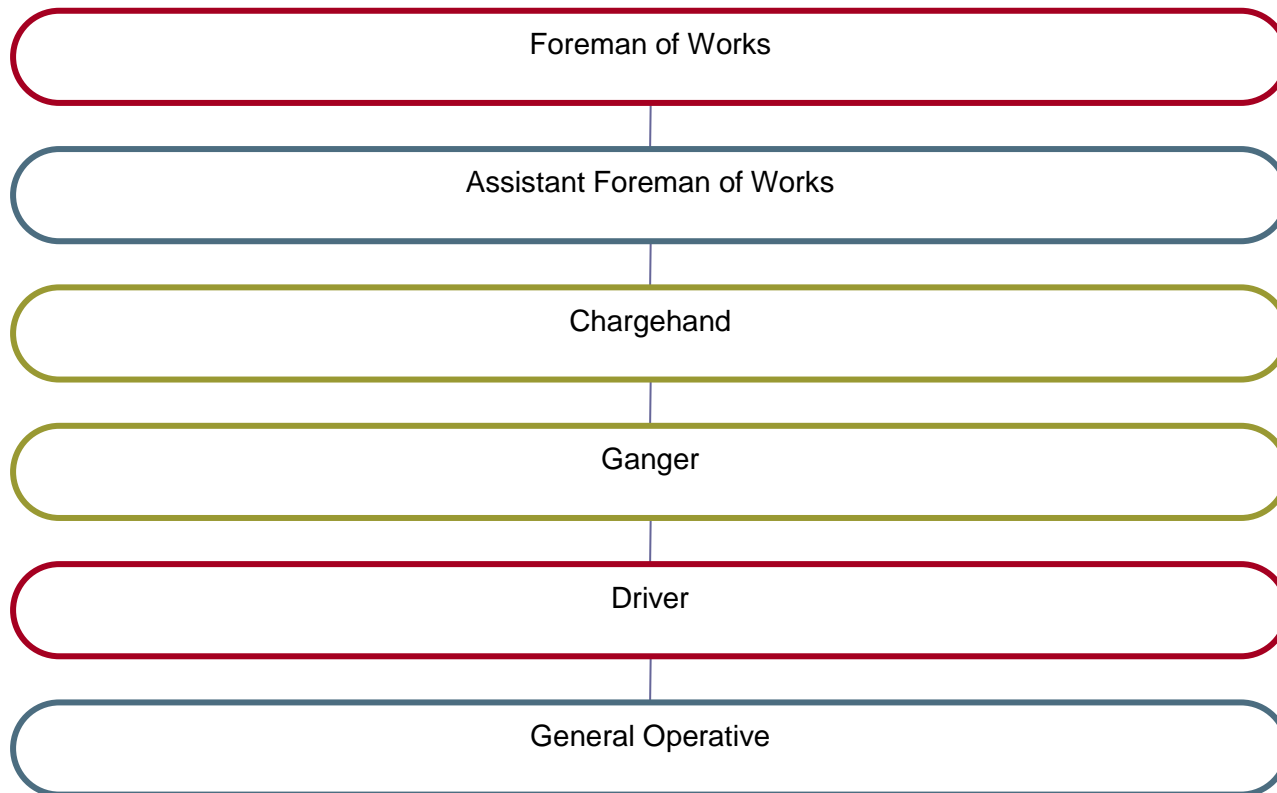 Foreman of Works
Assistant Foreman of Works
Chargehand
Ganger
Driver
General Operative